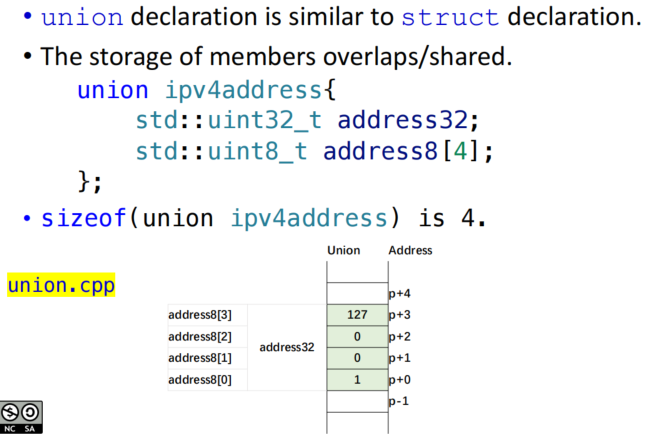 • union declaration is similar to struct declaration.
• The storage of members overlaps/shared.
union ipv4address{
std::uint32_t address32;
std::uint8_t address8[4];
};
• sizeof(union ipv4address) is 4.
union.cpp
Union Address
p+4
address8[3] 127 p+3
address8[2] 0 p+2
address32
address8[1] 0 p+1
address8[0] 1 p+0
p-1
NC SA